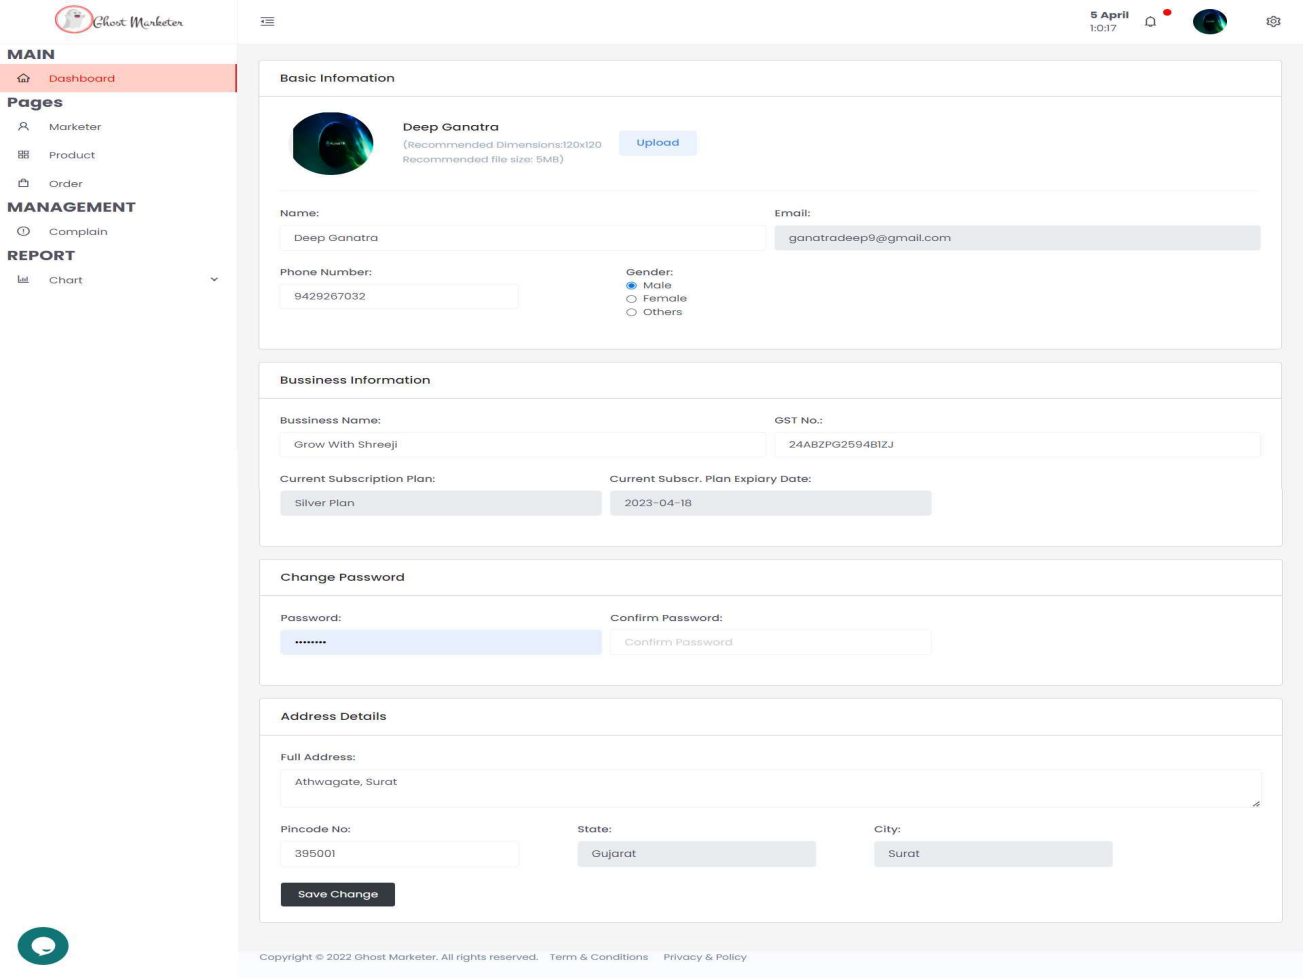 Ghost Marketer
5 April
1:0:17
MAIN
Dashboard
Pages
Marketer
Product
Order
MANAGEMENT
Complain
REPORT
Chart
Basic Infomation
Deep Ganatra
(Recommended Dimensions:120x120
Recommended file size: 5MB)
Upload
Name:
Email:
Deep Ganatra
ganatradeep9@gmail.com
Phone Number:
Gender:
9429267032
Male
Female
Others
Bussiness Information
Bussiness Name:
GST No.:
Grow With Shreeji
24ABZPG2594B1ZJ
Current Subscription Plan:
Current Subscr. Plan Expiary Date:
Silver Plan
2023-04-18
Change Password
Password:
Confirm Password:
••••••••
Confirm Password
Address Details
Full Address:
Athwagate, Surat
Pincode No:
State:
City:
395001
Gujarat
Surat
Save Change
Copyright © 2022 Ghost Marketer. All rights reserved. Term & Conditions Privacy & Policy